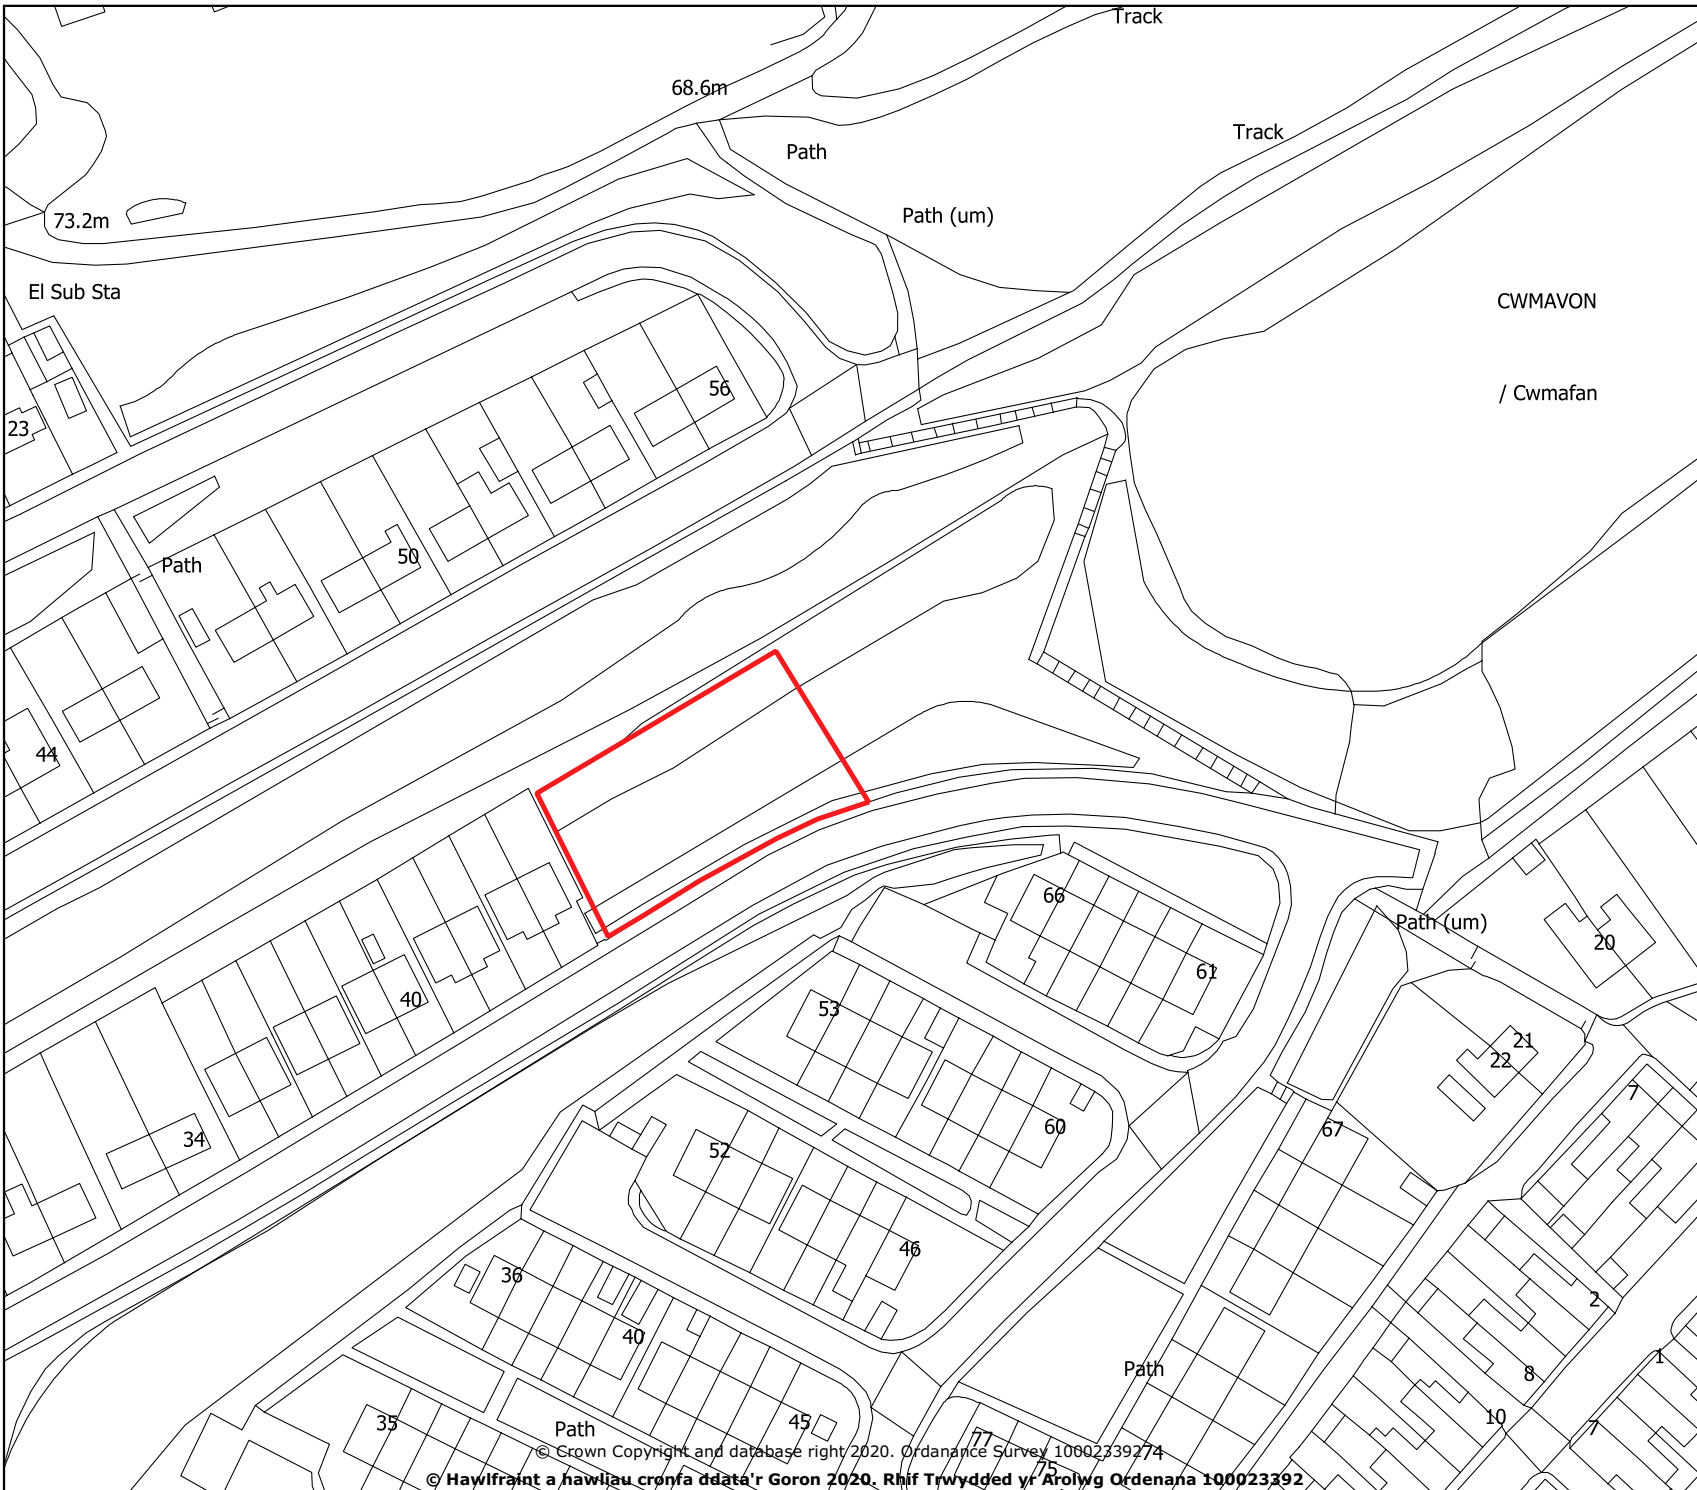 Track
68.6m
Track
Path
Path (um)
73.2m
El Sub Sta
CWMAVON
56
/ Cwmafan
23
50
Path
44
66
Path (um)
20
61
40
53
21
22
7
60
67
34
52
46
36
2
40
1
Path
8
10
35
45
Path
7
77
© Crown Copyright and database right 2020. Ordanance Survey 100023392
74
75
© Hawlfraint a hawliau cronfa ddata'r Goron 2020. Rhif Trwydded yr Arolwg Ordenana 100023392